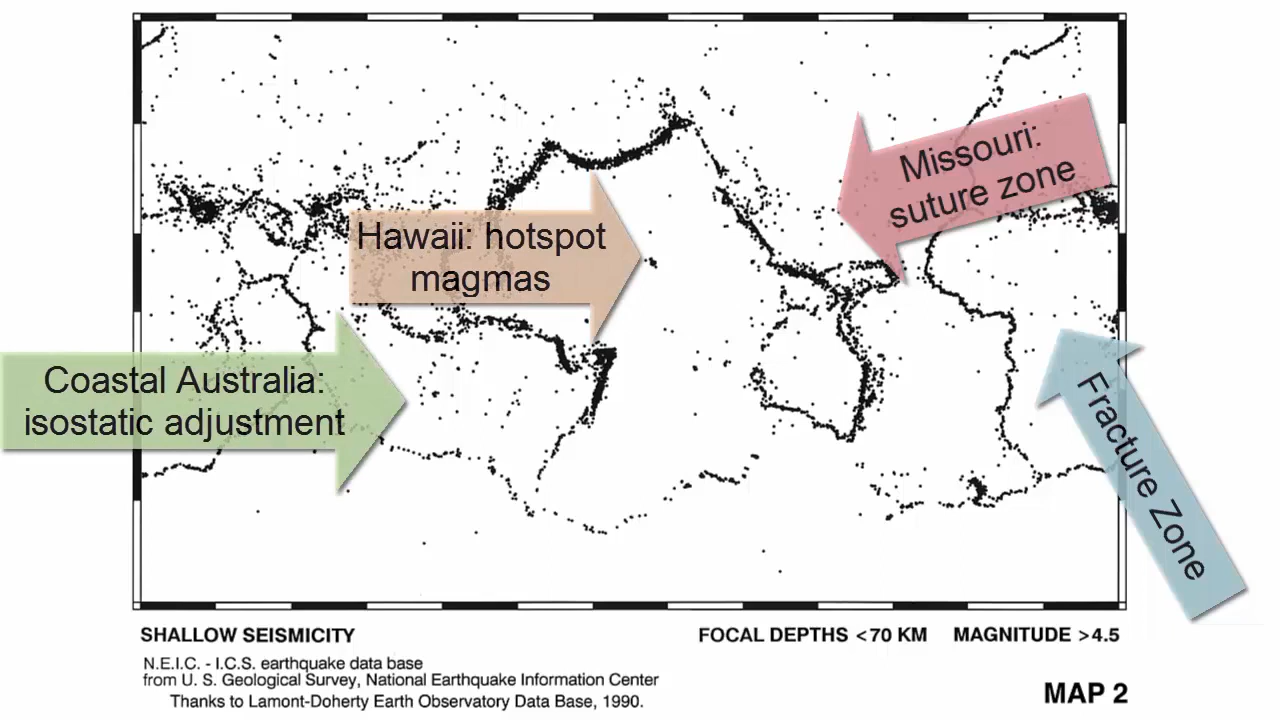 Missouri:
suture zone
Hawaii: hotspot
magmas
Coastal Australia:
isostatic adjustment
Fracture Zone
SHALLOW SEISMICITY
FOCAL DEPTHS <70 KM MAGNITUDE >4.5
N.E.I.C. - I.C.S. earthquake data base
from U. S. Geological Survey, National Earthquake Information Center
Thanks to Lamont-Doherty Earth Observatory Data Base, 1990.
MAP 2